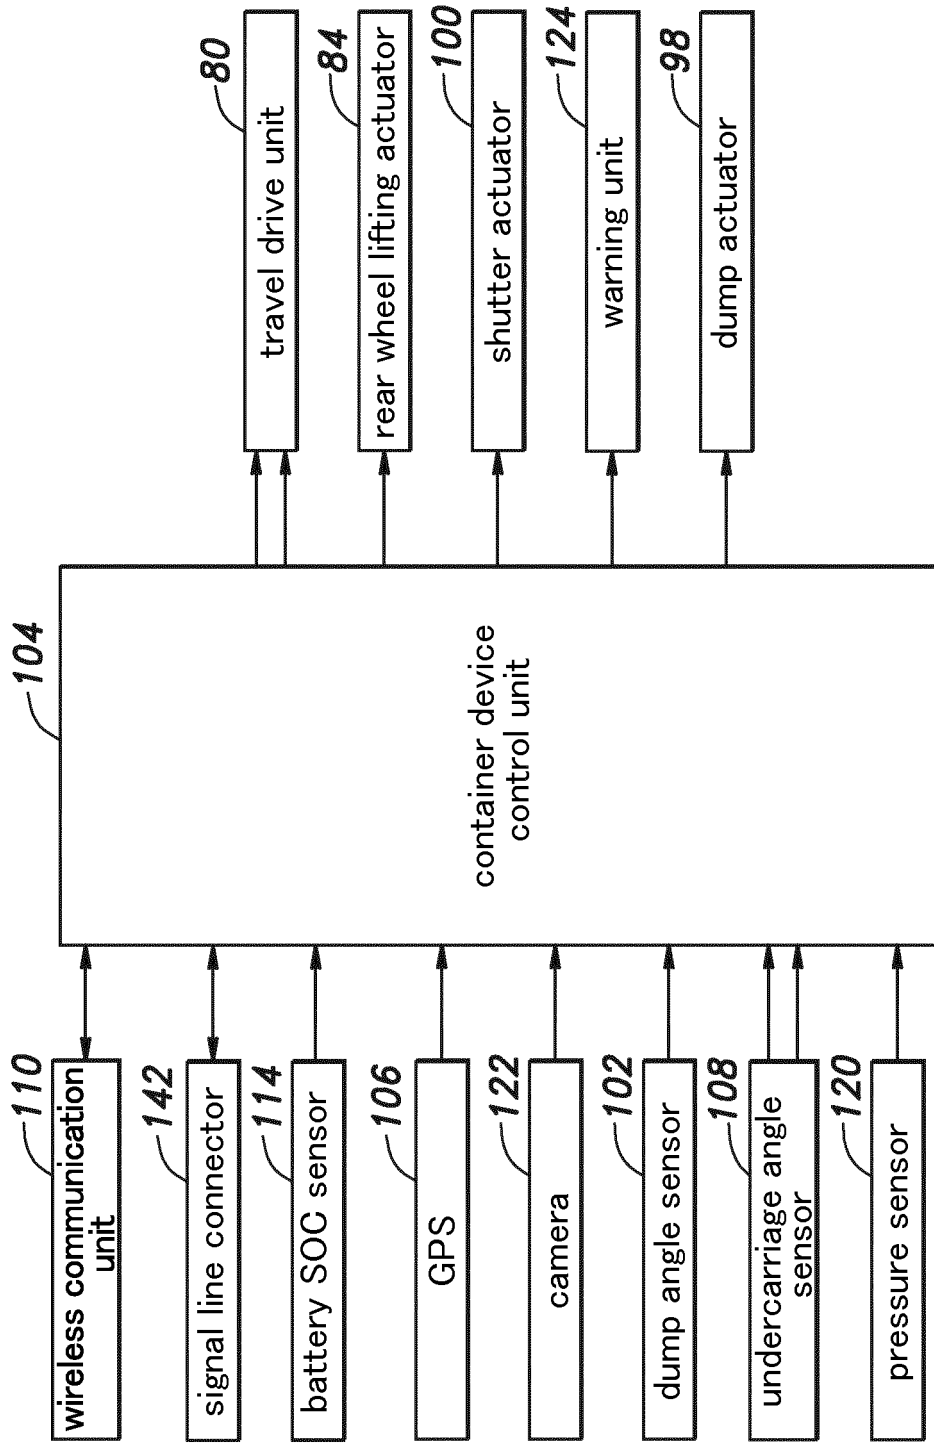 104
110
wireless communication
unit
142
signal line connector
114
battery SOC sensor
106
GPS
122
camera
102
dump angle sensor
108
undercarriage angle
sensor
120
pressure sensor
container device
control unit
80
travel drive unit
84
rear wheel lifting actuator
100
shutter actuator
124
warning unit
98
dump actuator